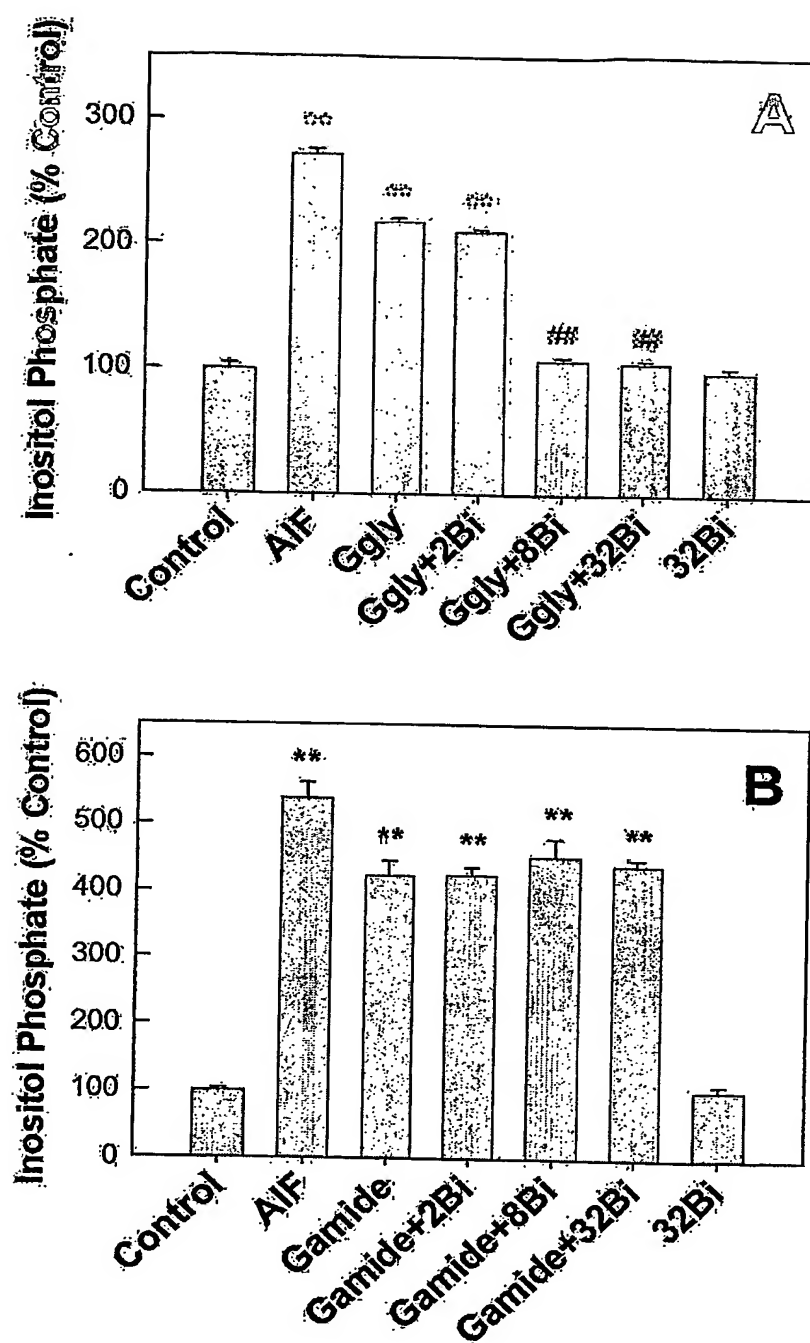 Inositol Phosphate (% Control)
A
300
200
100
0
**
**
**
##
##
Control
AlF
Ggly
Ggly+2Bi
Ggly+8Bi
Ggly+32Bi
32Bi
Inositol Phosphate (% Control)
B
600
500
400
300
200
100
0
**
**
**
**
**
Control
AlF
Gamide
Gamide+2Bi
Gamide+8Bi
Gamide+32Bi
32Bi